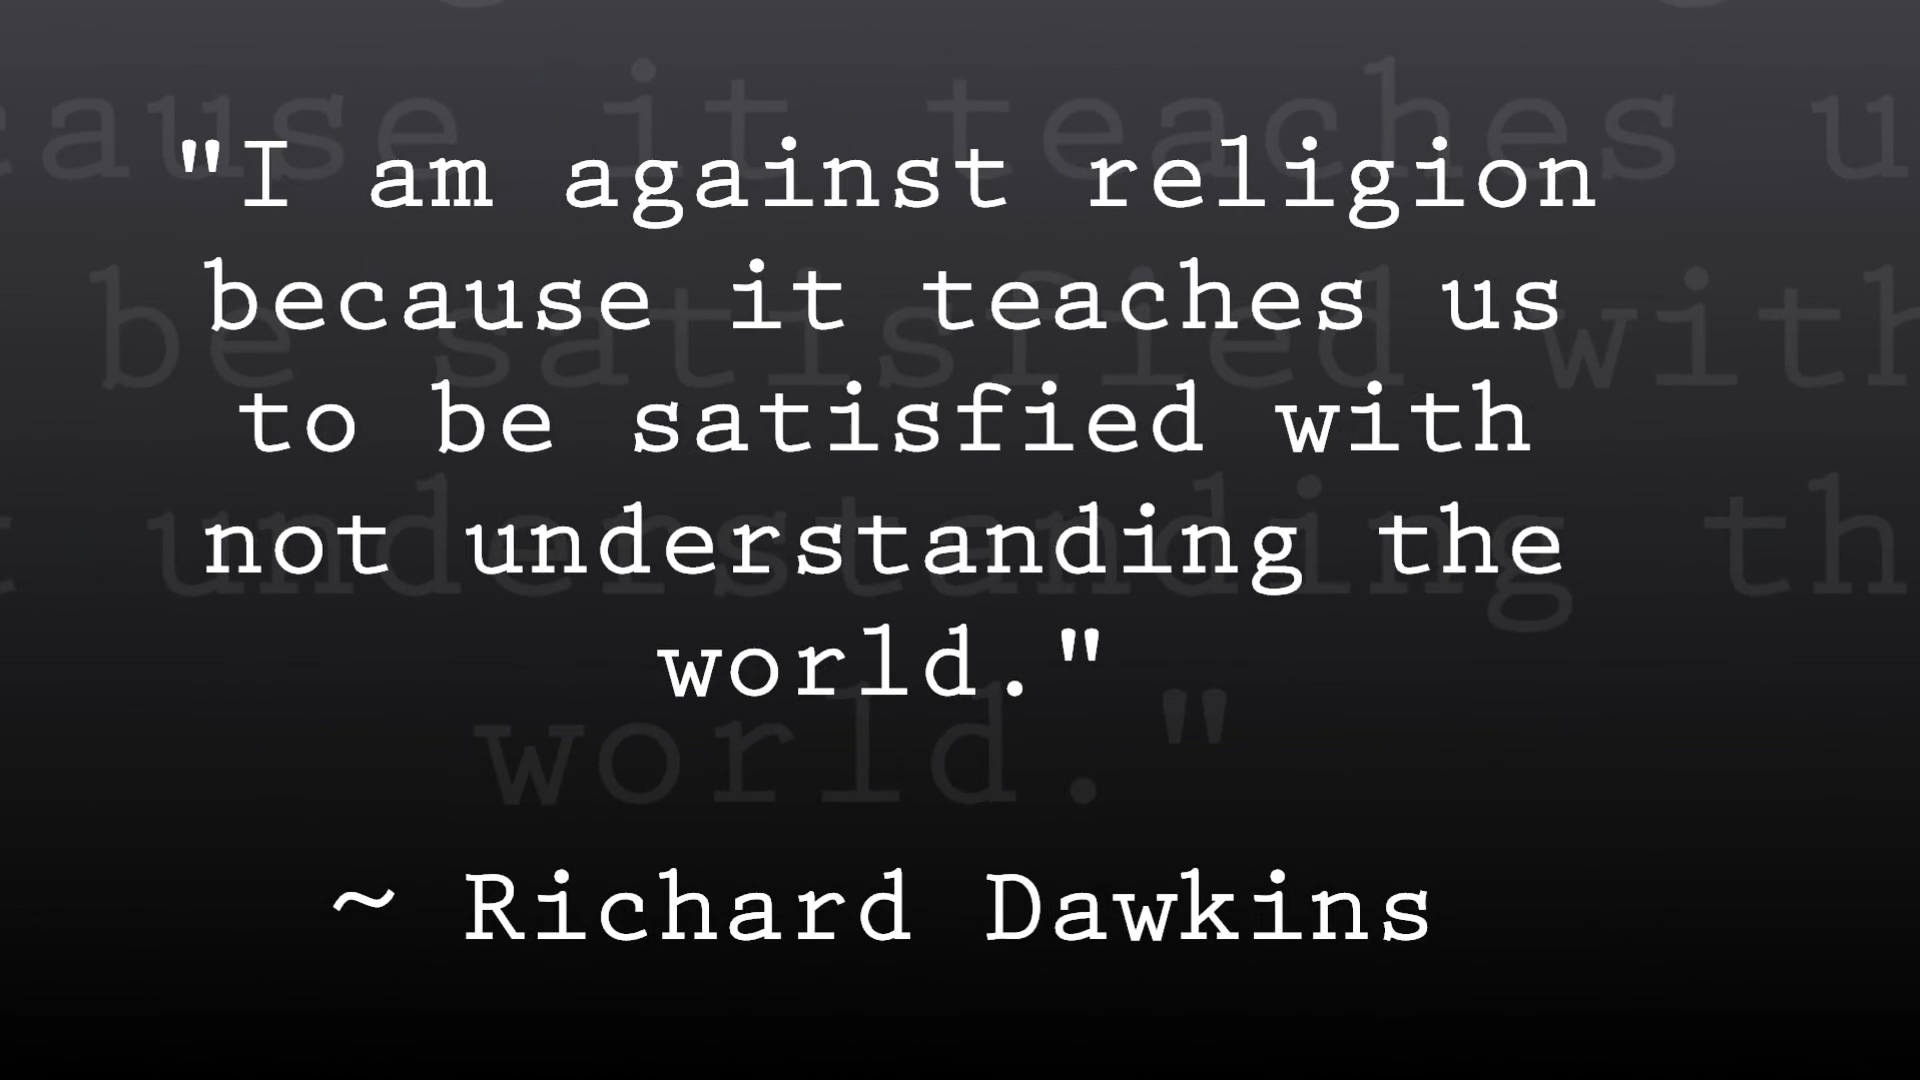 "I am against religion
because it teaches us
to be satisfied with
not understanding the
world."
~ Richard Dawkins